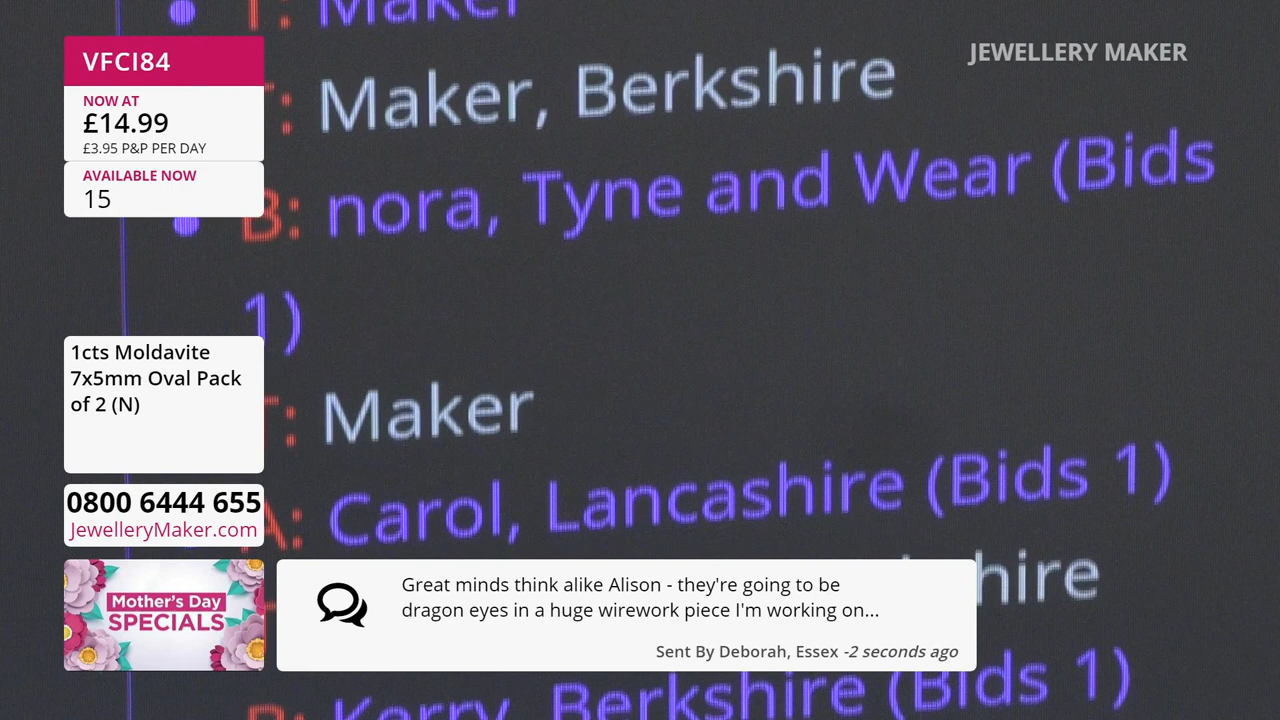 T: Maker
VFCI84
JEWELLERY MAKER
NOW AT
£14.99
£3.95 P&P PER DAY
T: Maker, Berkshire
AVAILABLE NOW
15
B: nora, Tyne and Wear (Bids
1)
1cts Moldavite
7x5mm Oval Pack
of 2 (N)
T: Maker
0800 6444 655
JewelleryMaker.com
A: Carol, Lancashire (Bids 1)
hire
Mother's Day
SPECIALS
Great minds think alike Alison - they're going to be
dragon eyes in a huge wirework piece I'm working on...
Sent By Deborah, Essex -2 seconds ago
B: Kerry, Berkshire (Bids 1)